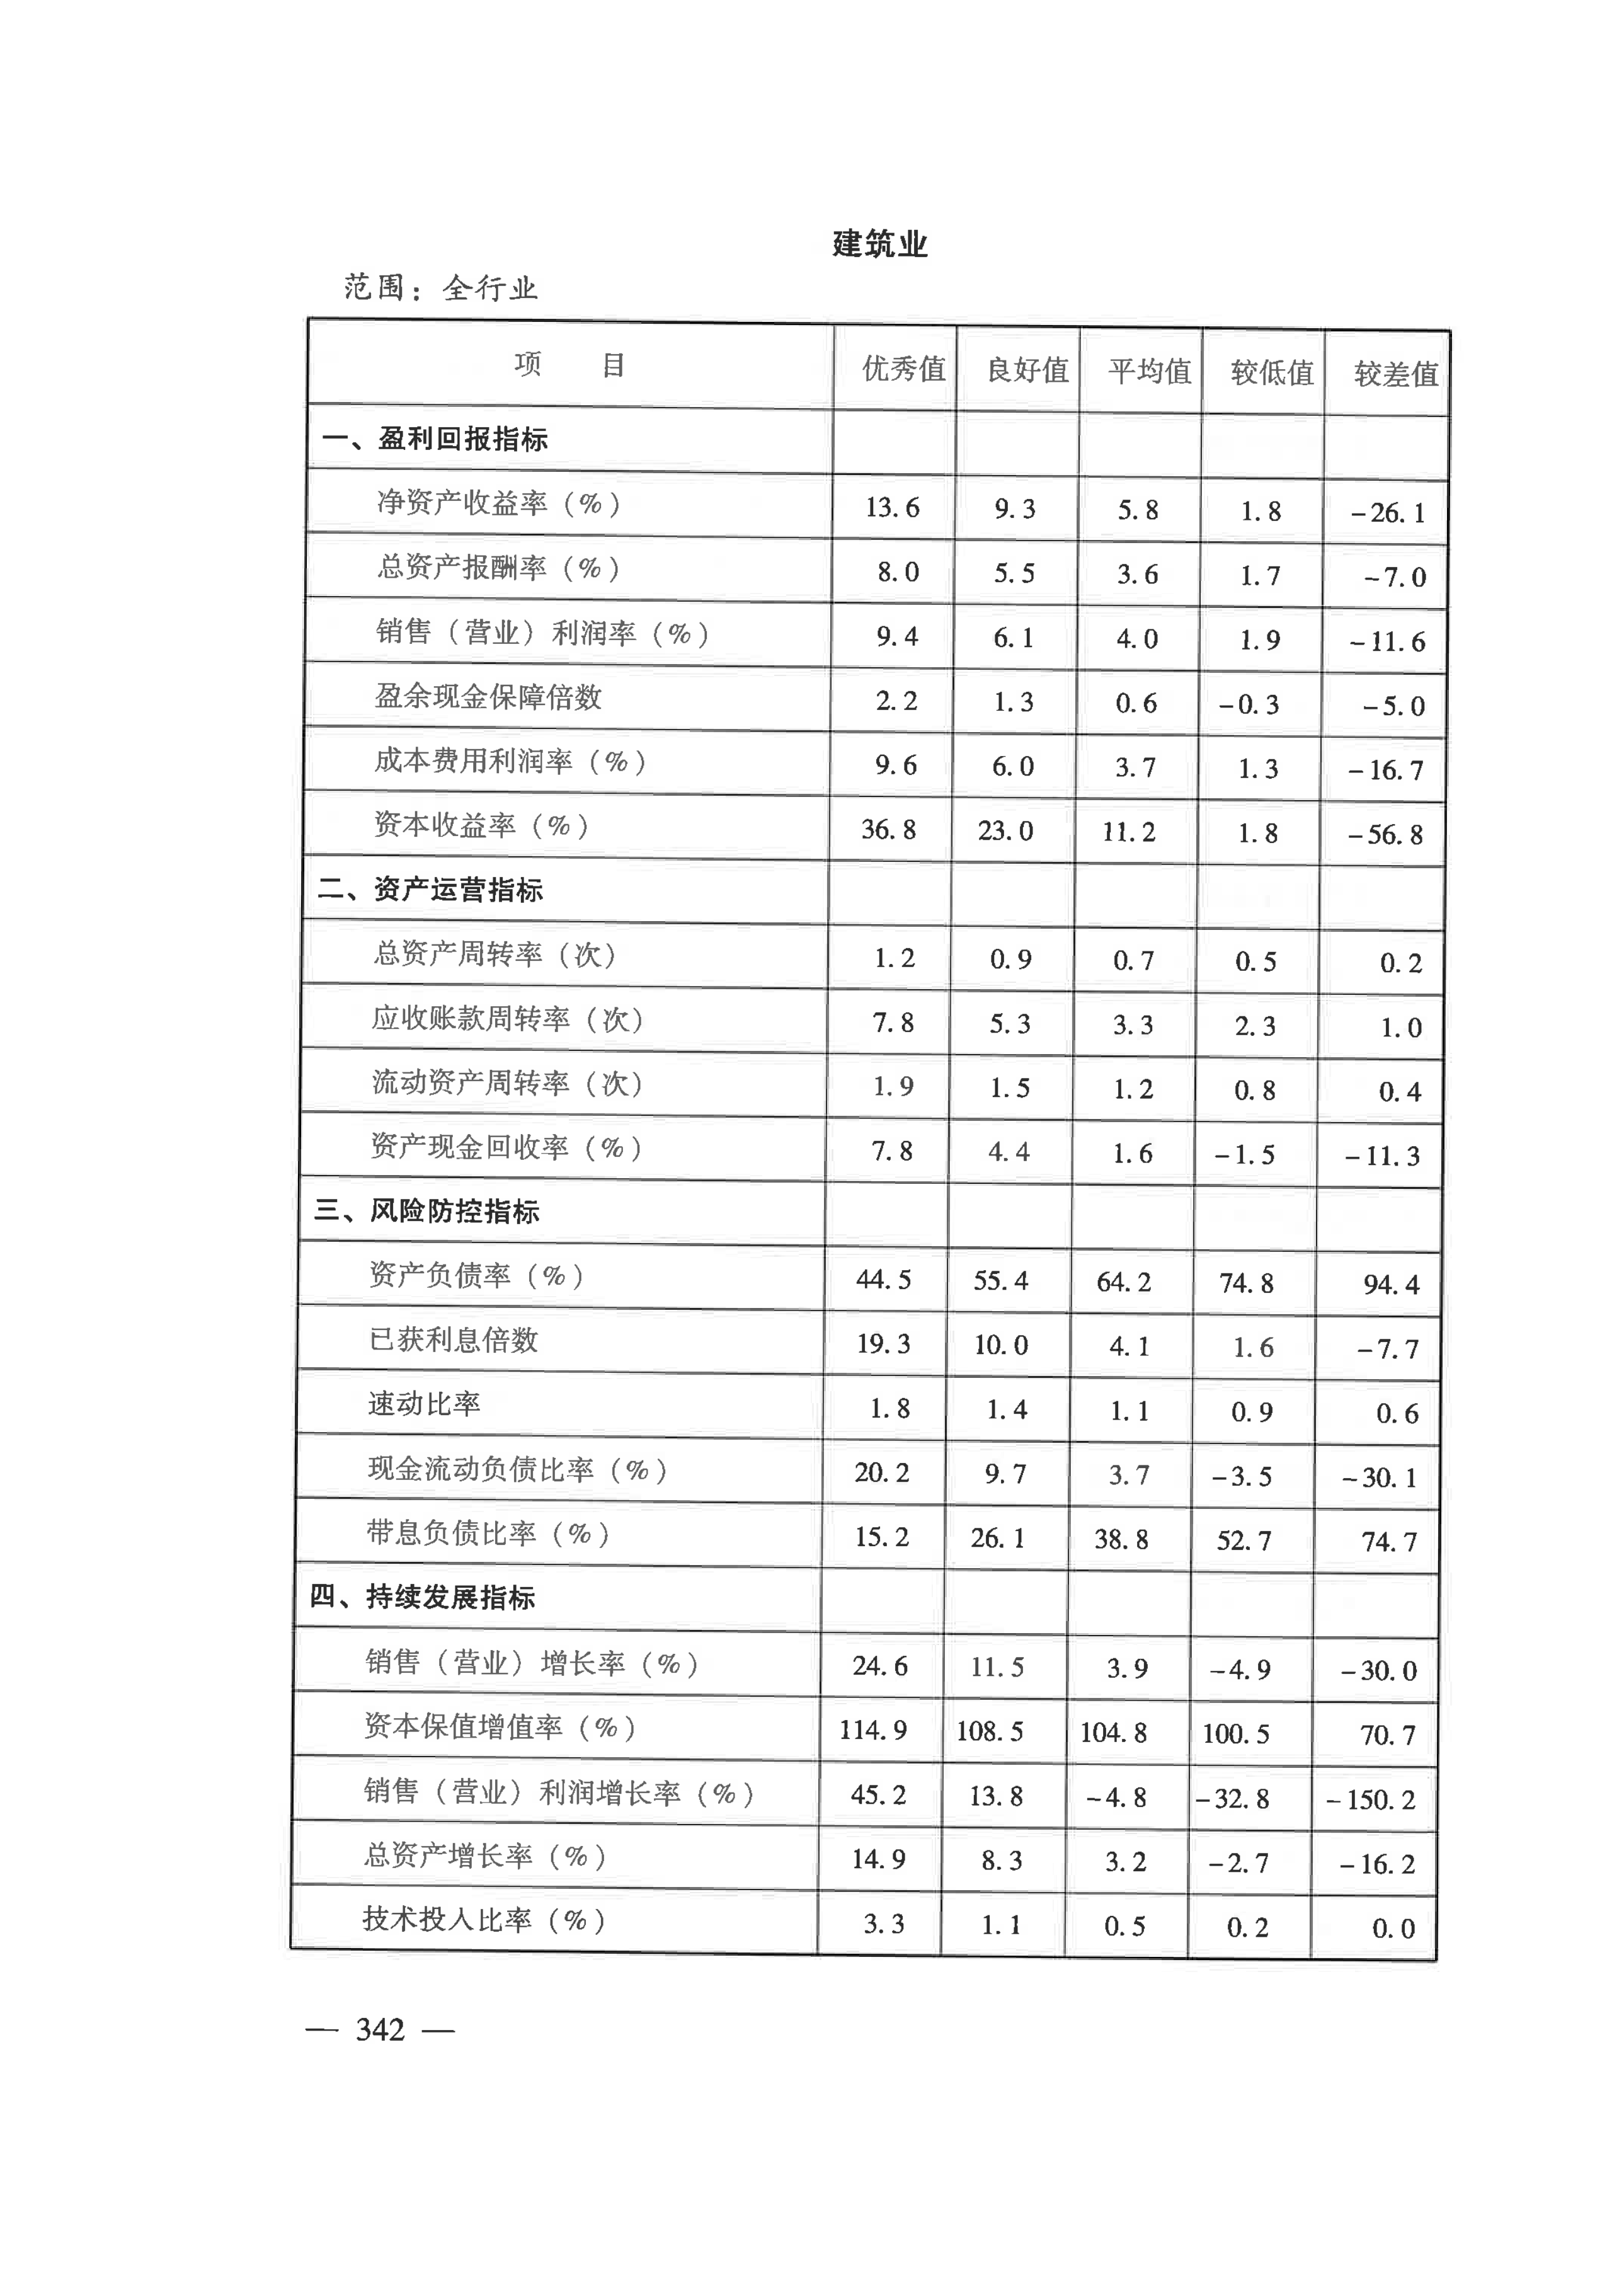 建筑业
范围：全行业
项 目 优秀值 良好值 平均值 较低值 较差值
一、盈利回报指标
净资产收益率（%） 13.6 9.3 5.8 1.8 -26.1
总资产报酬率（%） 8.0 5.5 3.6 1.7 -7.0
销售（营业）利润率（%） 9.4 6.1 4.0 1.9 -11.6
盈余现金保障倍数 2.2 1.3 0.6 -0.3 -5.0
成本费用利润率（%） 9.6 6.0 3.7 1.3 -16.7
资本收益率（%） 36.8 23.0 11.2 1.8 -56.8
二、资产运营指标
总资产周转率（次） 1.2 0.9 0.7 0.5 0.2
应收账款周转率（次） 7.8 5.3 3.3 2.3 1.0
流动资产周转率（次） 1.9 1.5 1.2 0.8 0.4
资产现金回收率（%） 7.8 4.4 1.6 -1.5 -11.3
三、风险防控指标
资产负债率（%） 44.5 55.4 64.2 74.8 94.4
已获利息倍数 19.3 10.0 4.1 1.6 -7.7
速动比率 1.8 1.4 1.1 0.9 0.6
现金流动负债比率（%） 20.2 9.7 3.7 -3.5 -30.1
带息负债比率（%） 15.2 26.1 38.8 52.7 74.7
四、持续发展指标
销售（营业）增长率（%） 24.6 11.5 3.9 -4.9 -30.0
资本保值增值率（%） 114.9 108.5 104.8 100.5 70.7
销售（营业）利润增长率（%） 45.2 13.8 -4.8 -32.8 -150.2
总资产增长率（%） 14.9 8.3 3.2 -2.7 -16.2
技术投入比率（%） 3.3 1.1 0.5 0.2 0.0
— 342 —